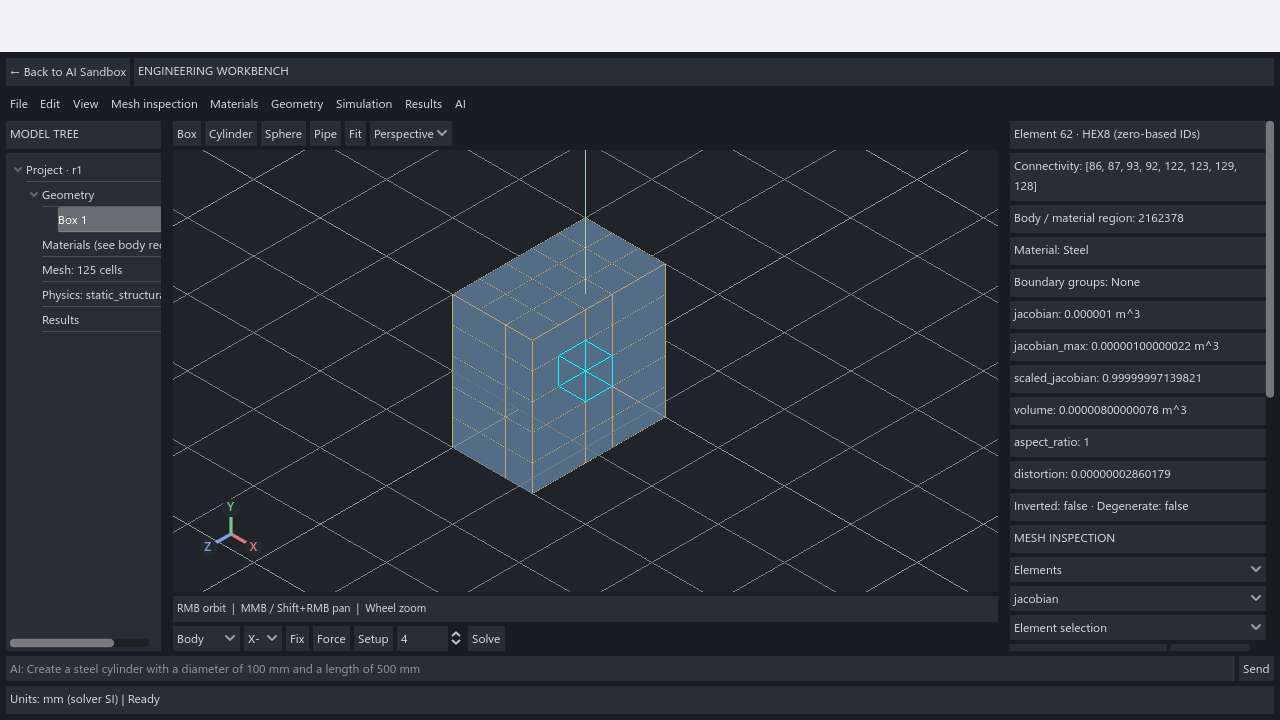 ← Back to AI Sandbox
ENGINEERING WORKBENCH
File Edit View Mesh inspection Materials Geometry Simulation Results AI
MODEL TREE
Project · r1
Geometry
Box 1
Materials (see body
Mesh: 125 cells
Physics:
Results
Box Cylinder Sphere Pipe Fit Perspective
Y
Z
X
RMB orbit | MMB / Shift+RMB pan | Wheel zoom
Body X- Fix Force Setup 4 Solve
Element 62 · HEX8 (zero-based IDs)
Connectivity: [86, 87, 93, 92, 122, 123, 129,
128]
Body / material region: 2162378
Material: Steel
Boundary groups: None
jacobian: 0.000001 m^3
jacobian_max: 0.00000100000022 m^3
scaled_jacobian: 0.99999997139821
volume: 0.00000800000078 m^3
aspect_ratio: 1
distortion: 0.00000002860179
Inverted: false · Degenerate: false
MESH INSPECTION
Elements
jacobian
Element selection
AI: Create a steel cylinder with a diameter of 100 mm and a length of 500 mm
Send
Units: mm (solver SI) | Ready